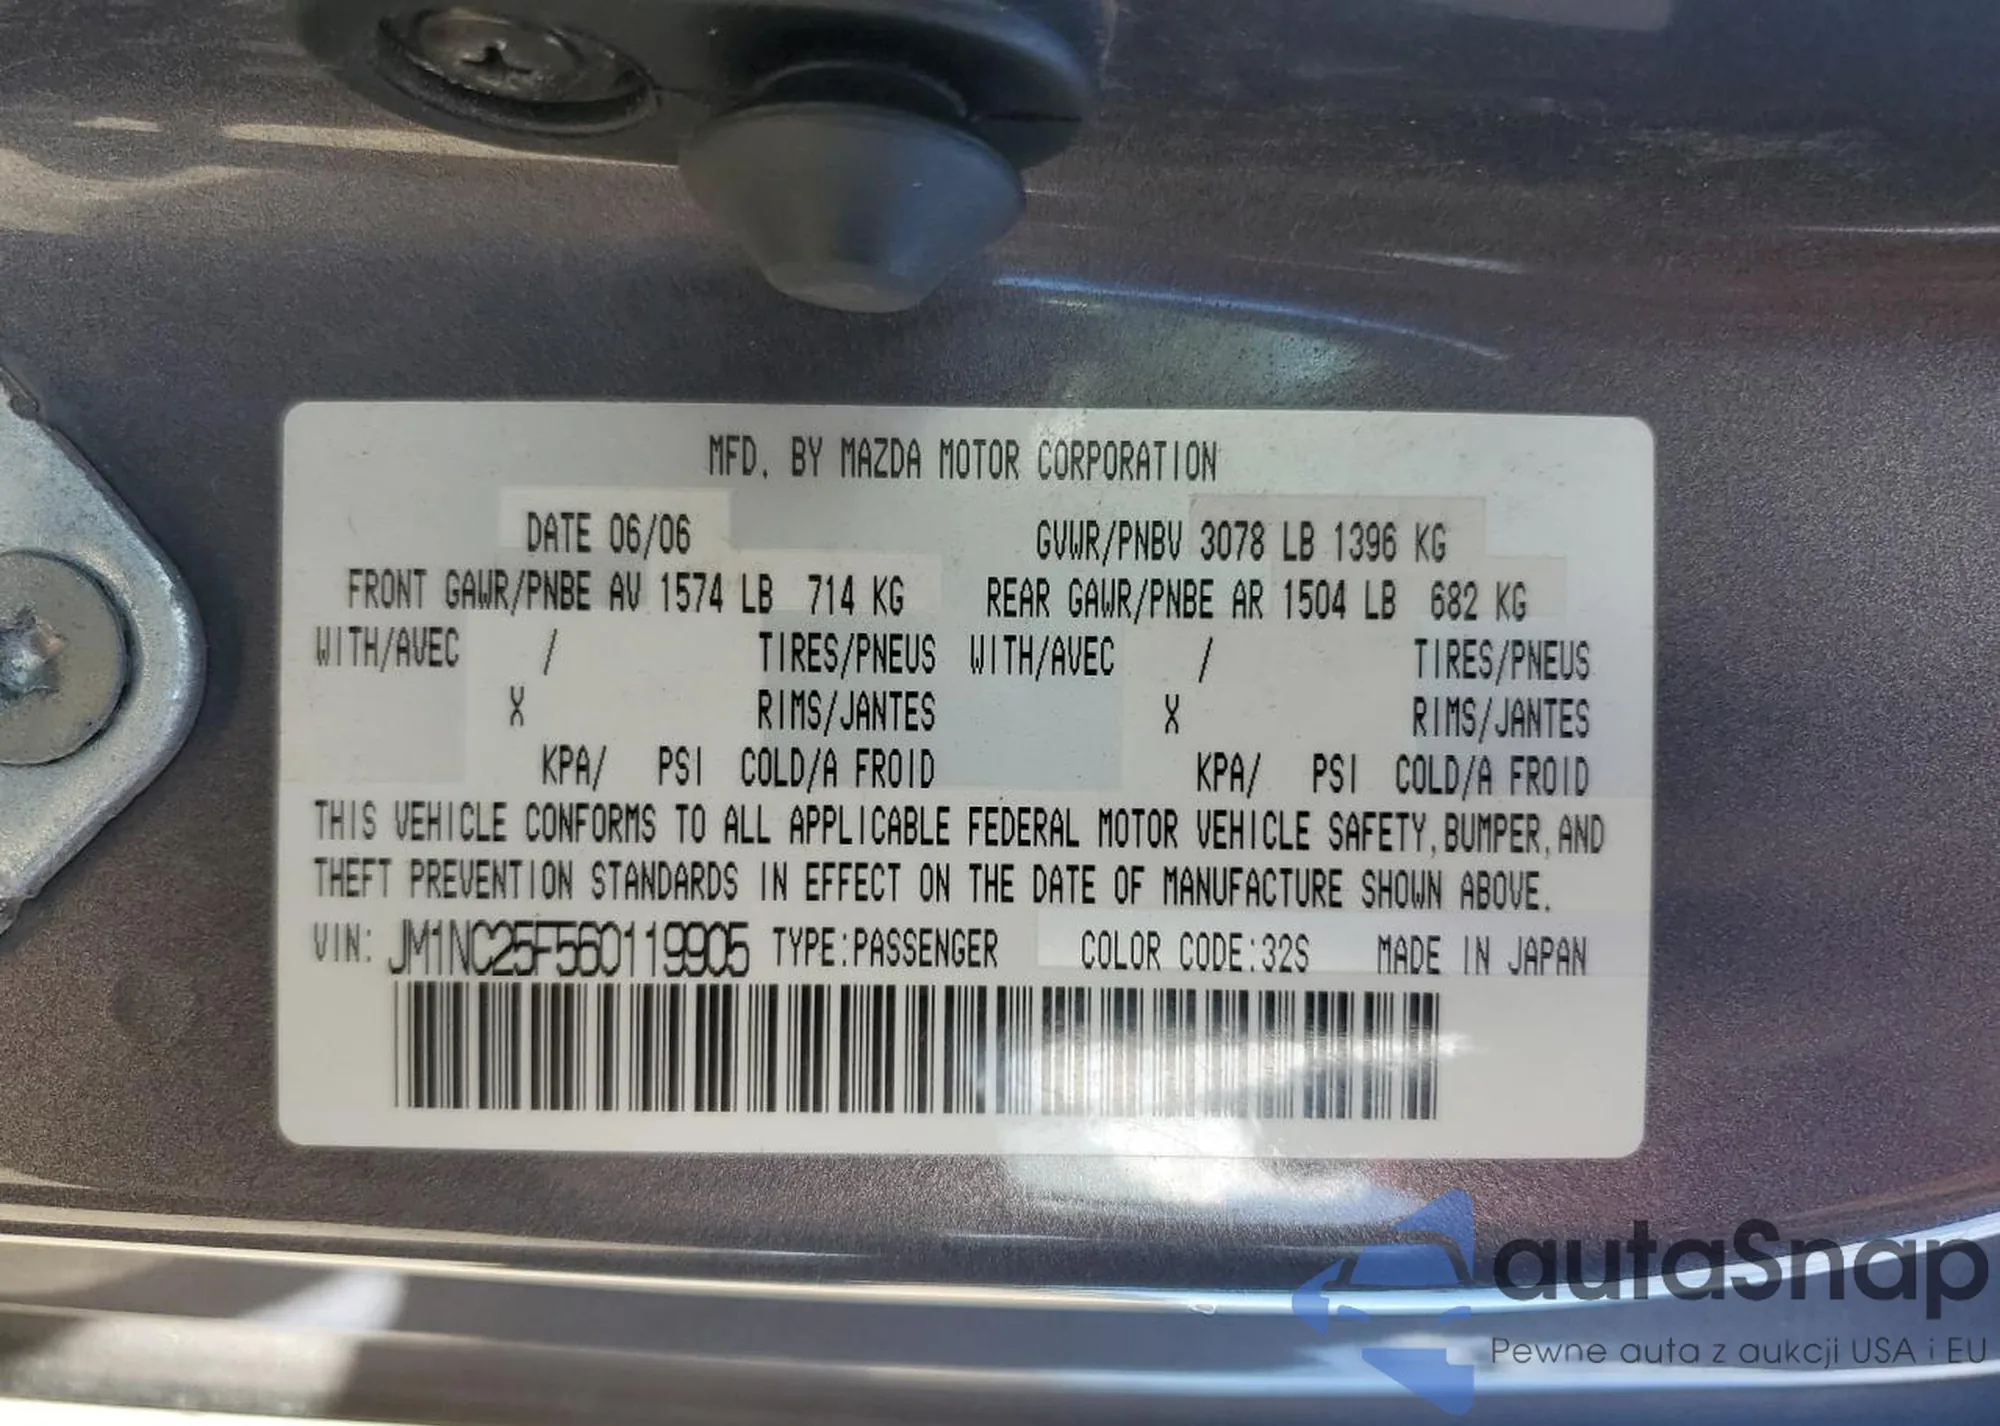 MFD. BY MAZDA MOTOR CORPORATION
DATE 06/06 GVWR/PNBV 3078 LB 1396 KG
FRONT GAWR/PNBE AV 1574 LB 714 KG REAR GAWR/PNBE AR 1504 LB 682 KG
WITH/AVEC / TIRES/PNEUS WITH/AVEC / TIRES/PNEUS
X RIMS/JANTES X RIMS/JANTES
KPA/ PSI COLD/A FROID KPA/ PSI COLD/A FROID
THIS VEHICLE CONFORMS TO ALL APPLICABLE FEDERAL MOTOR VEHICLE SAFETY, BUMPER, AND
THEFT PREVENTION STANDARDS IN EFFECT ON THE DATE OF MANUFACTURE SHOWN ABOVE.
VIN: JM1NC25F560119905 TYPE:PASSENGER COLOR CODE:32S MADE IN JAPAN
autaSnap
Pewne auta z aukcji USA i EU